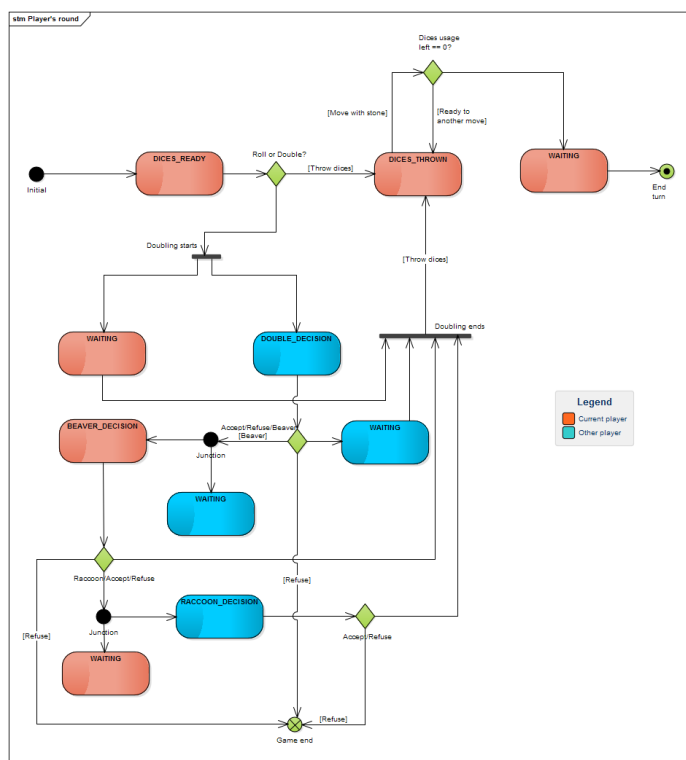 stm Player's round
Dices usage
left == 0?
[Move with stone]
[Ready to
another move]
DICES_READY
Roll or Double?
[Throw dices]
DICES_THROWN
WAITING
Initial
End
turn
Doubling starts
[Throw dices]
WAITING
DOUBLE_DECISION
Doubling ends
Legend
Current player
Other player
BEAVER_DECISION
Accept/Refuse/Beaver
[Beaver]
WAITING
Junction
WAITING
Raccoon/Accept/Refuse
[Refuse]
RACCOON_DECISION
[Refuse]
Junction
Accept/Refuse
WAITING
[Refuse]
Game end